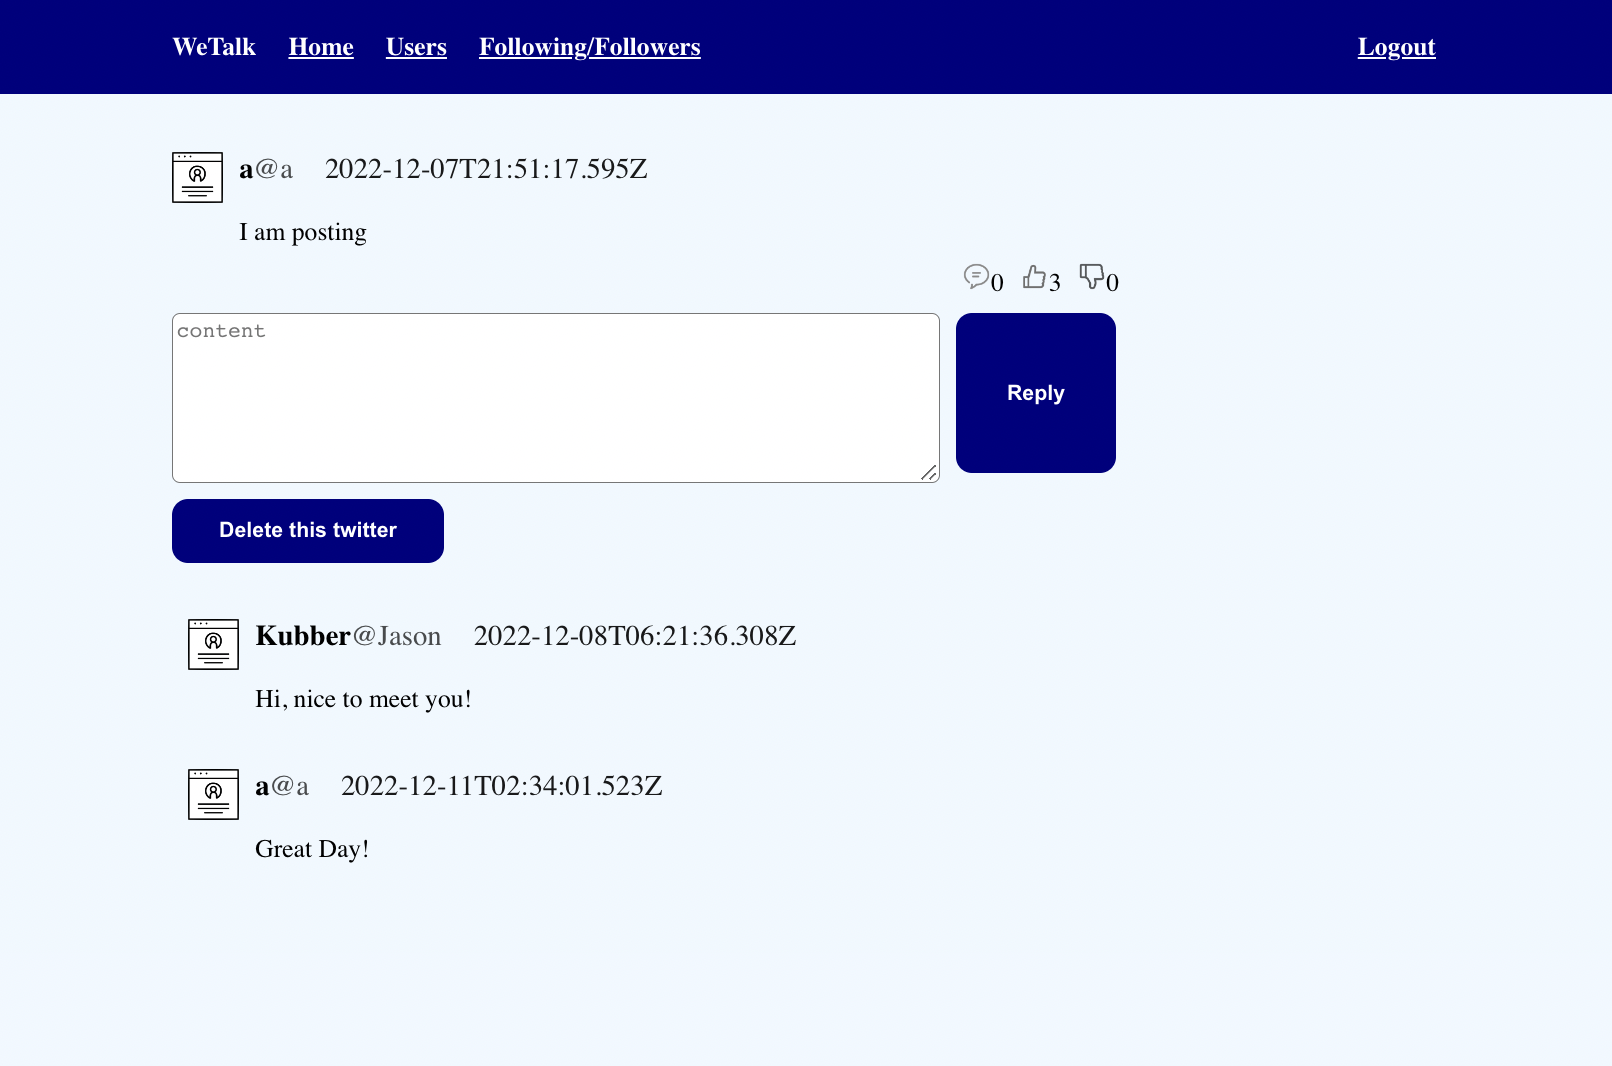 WeTalk Home Users Following/Followers Logout
a@a 2022-12-07T21:51:17.595Z
I am posting
0 3 0
content
Reply
Delete this twitter
Kubber@Jason 2022-12-08T06:21:36.308Z
Hi, nice to meet you!
a@a 2022-12-11T02:34:01.523Z
Great Day!